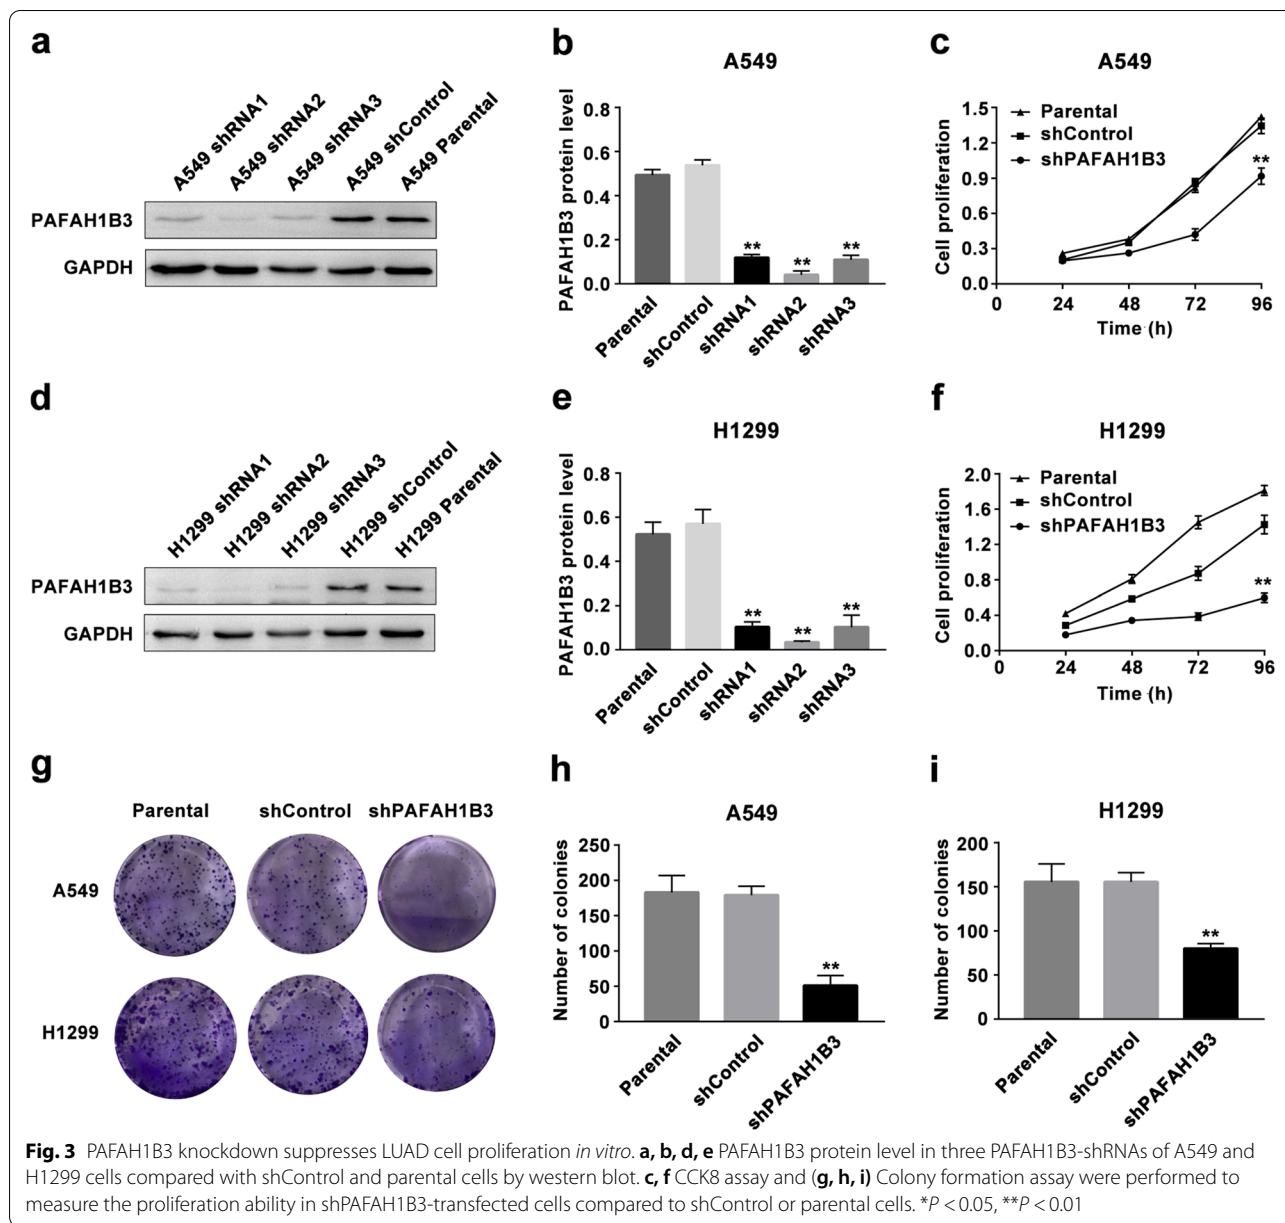 a
A549 shRNA1
A549 shRNA2
A549 shRNA3
A549 shControl
A549 Parental
PAFAH1B3
GAPDH
b
A549
PAFAH1B3 protein level
0.8
0.6
0.4
0.2
0.0
**
**
**
Parental
shControl
shRNA1
shRNA2
shRNA3
c
A549
Cell proliferation
1.5
1.2
0.9
0.6
0.3
0.0
Parental
shControl
shPAFAH1B3
**
0 24 48 72 96
Time (h)
d
H1299 shRNA1
H1299 shRNA2
H1299 shRNA3
H1299 shControl
H1299 Parental
PAFAH1B3
GAPDH
e
H1299
PAFAH1B3 protein level
0.8
0.6
0.4
0.2
0.0
**
**
**
Parental
shControl
shRNA1
shRNA2
shRNA3
f
H1299
Cell proliferation
2.0
1.6
1.2
0.8
0.4
0.0
Parental
shControl
shPAFAH1B3
**
0 24 48 72 96
Time (h)
g
Parental shControl shPAFAH1B3
A549
H1299
h
A549
Number of colonies
250
200
150
100
50
0
**
Parental
shControl
shPAFAH1B3
i
H1299
Number of colonies
200
150
100
50
0
**
Parental
shControl
shPAFAH1B3
Fig. 3 PAFAH1B3 knockdown suppresses LUAD cell proliferation in vitro. a, b, d, e PAFAH1B3 protein level in three PAFAH1B3-shRNAs of A549 and
H1299 cells compared with shControl and parental cells by western blot. c, f CCK8 assay and (g, h, i) Colony formation assay were performed to
measure the proliferation ability in shPAFAH1B3-transfected cells compared to shControl or parental cells. *P < 0.05, **P < 0.01